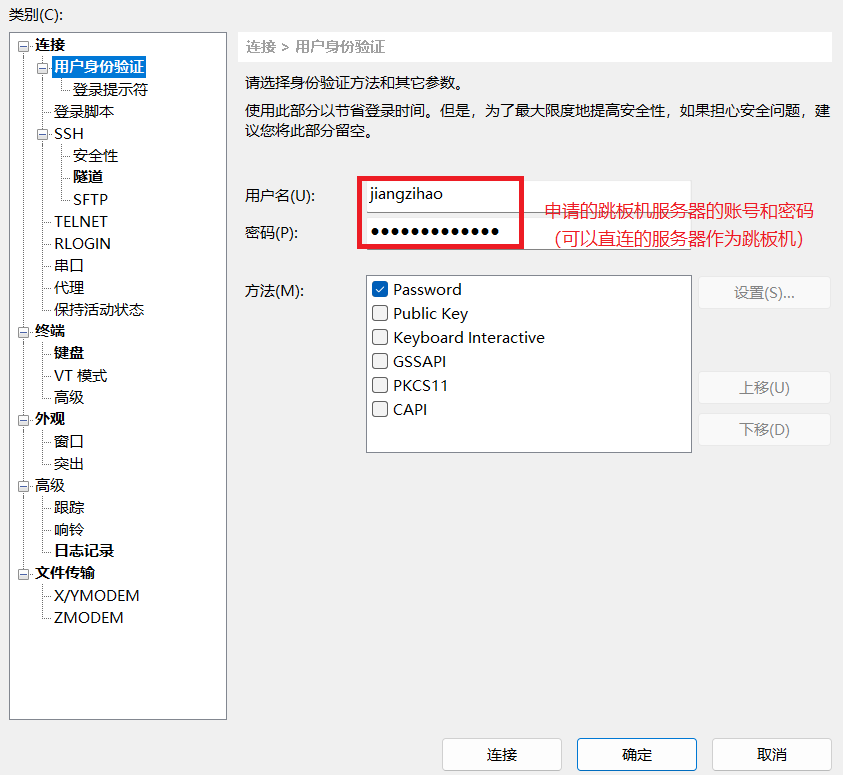 类别(C):
连接
用户身份验证
登录提示符
登录脚本
SSH
安全性
隧道
SFTP
TELNET
RLOGIN
串口
代理
保持活动状态
终端
键盘
VT 模式
高级
外观
窗口
突出
高级
跟踪
响铃
日志记录
文件传输
X/YMODEM
ZMODEM
连接 > 用户身份验证
请选择身份验证方法和其它参数。
使用此部分以节省登录时间。但是，为了最大限度地提高安全性，如果担心安全问题，建
议您将此部分留空。
用户名(U):
jiangzihao
申请的跳板机服务器的账号和密码
密码(P):
●●●●●●●●●●●●●
（可以直连的服务器作为跳板机）
方法(M):
Password
Public Key
Keyboard Interactive
GSSAPI
PKCS11
CAPI
设置(S)...
上移(U)
下移(D)
连接
确定
取消